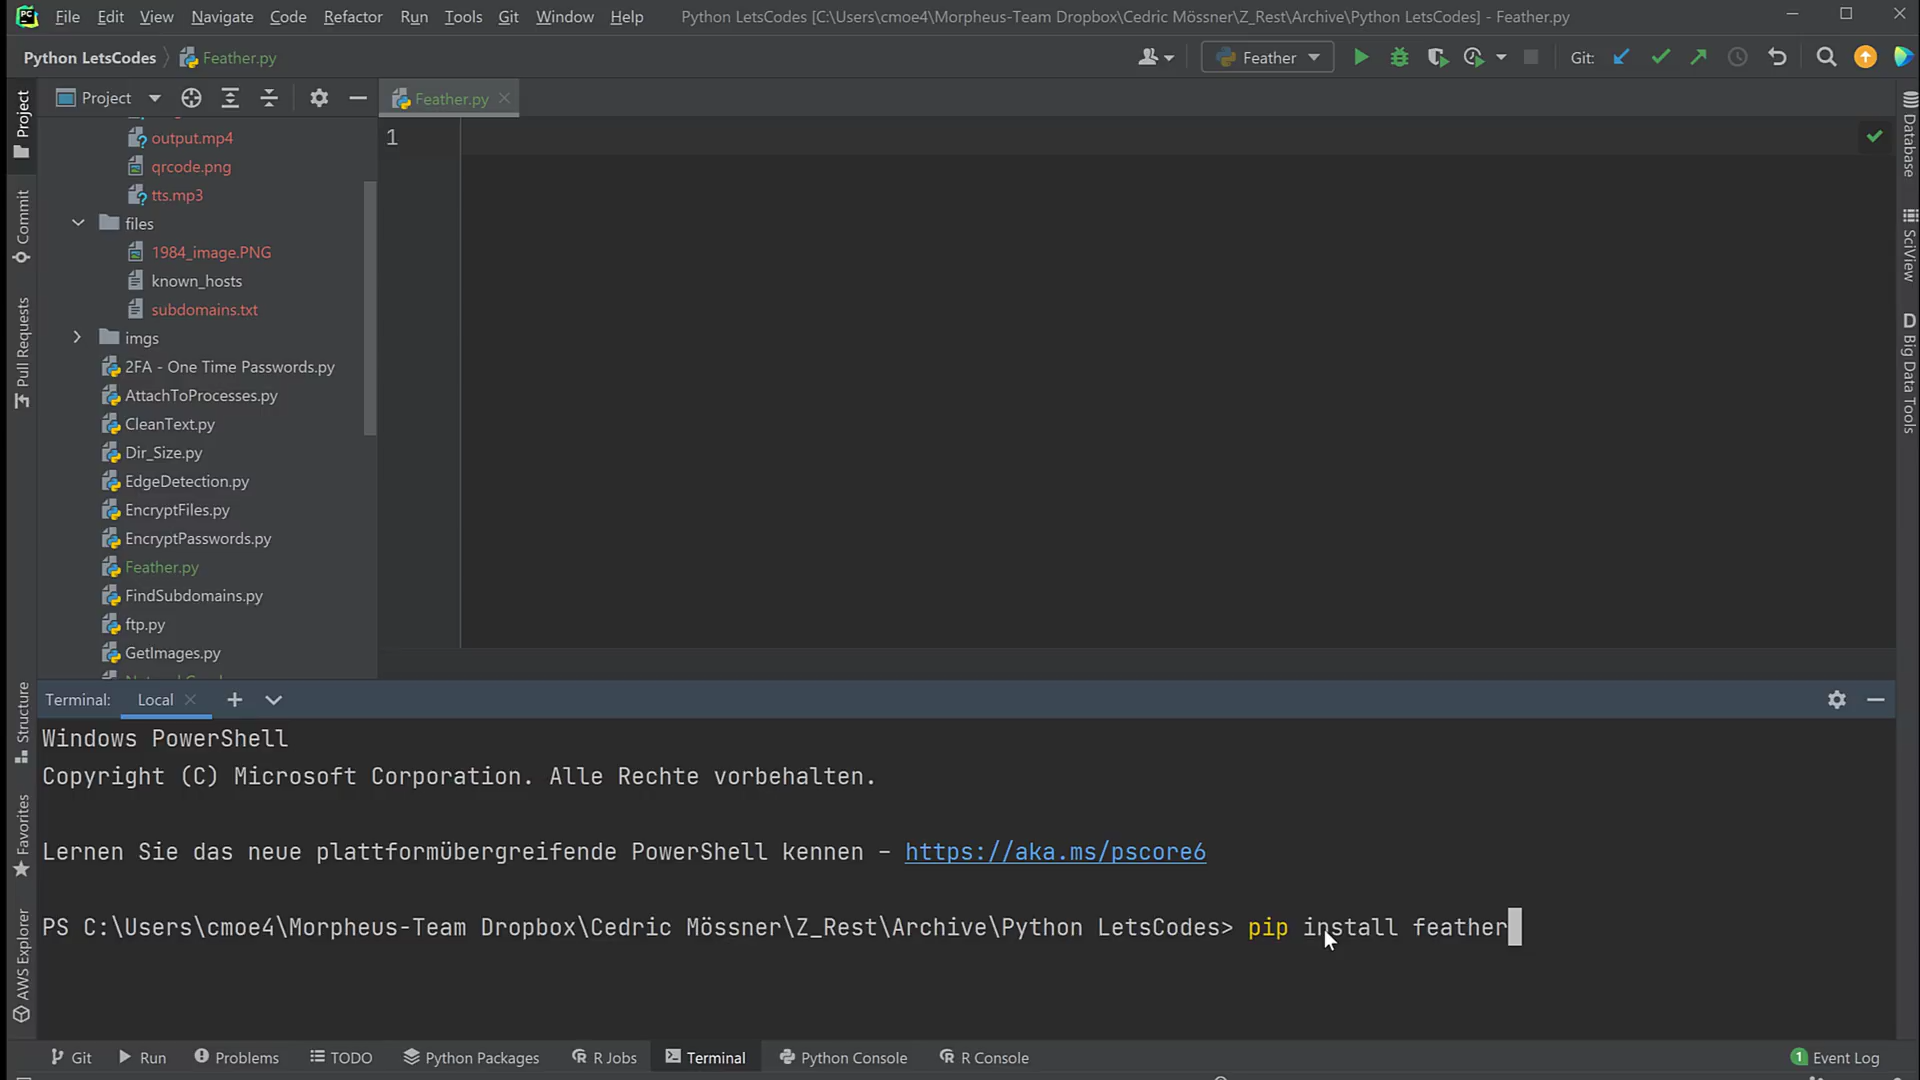 PC File Edit View Navigate Code Refactor Run Tools Git Window Help Python LetsCodes [C:\Users\cmoe4\Morpheus-Team Dropbox\Cedric Mössner\Z_Rest\Archive\Python LetsCodes] - Feather.py
Python LetsCodes Feather.py Feather Git:
Project Feather.py
1
output.mp4
qrcode.png
tts.mp3
files
1984_image.PNG
known_hosts
subdomains.txt
imgs
2FA - One Time Passwords.py
AttachToProcesses.py
CleanText.py
Dir_Size.py
EdgeDetection.py
EncryptFiles.py
EncryptPasswords.py
Feather.py
FindSubdomains.py
ftp.py
GetImages.py
Project
Commit
Pull Requests
Structure
Favorites
AWS Explorer
Database
SciView
D Big Data Tools
Terminal: Local
Windows PowerShell
Copyright (C) Microsoft Corporation. Alle Rechte vorbehalten.
Lernen Sie das neue plattformübergreifende PowerShell kennen – https://aka.ms/pscore6
PS C:\Users\cmoe4\Morpheus-Team Dropbox\Cedric Mössner\Z_Rest\Archive\Python LetsCodes> pip install feather
Git Run Problems TODO Python Packages R Jobs Terminal Python Console R Console 1 Event Log